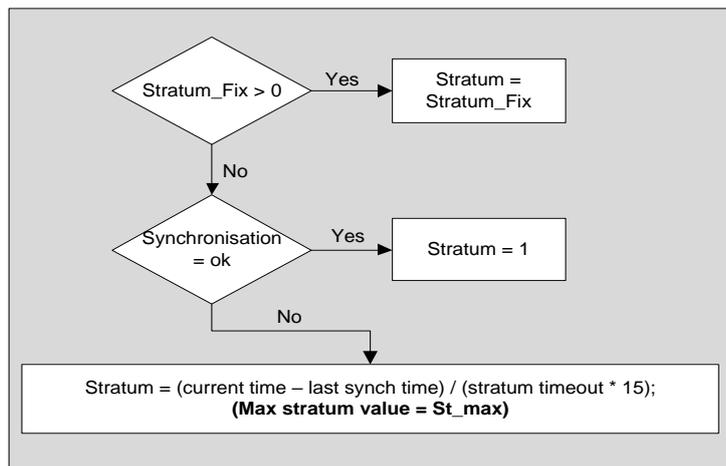 Stratum_Fix > 0
Yes
Stratum =
Stratum_Fix
No
Synchronisation
= ok
Yes
Stratum = 1
No
Stratum = (current time – last synch time) / (stratum timeout * 15);
(Max stratum value = St_max)